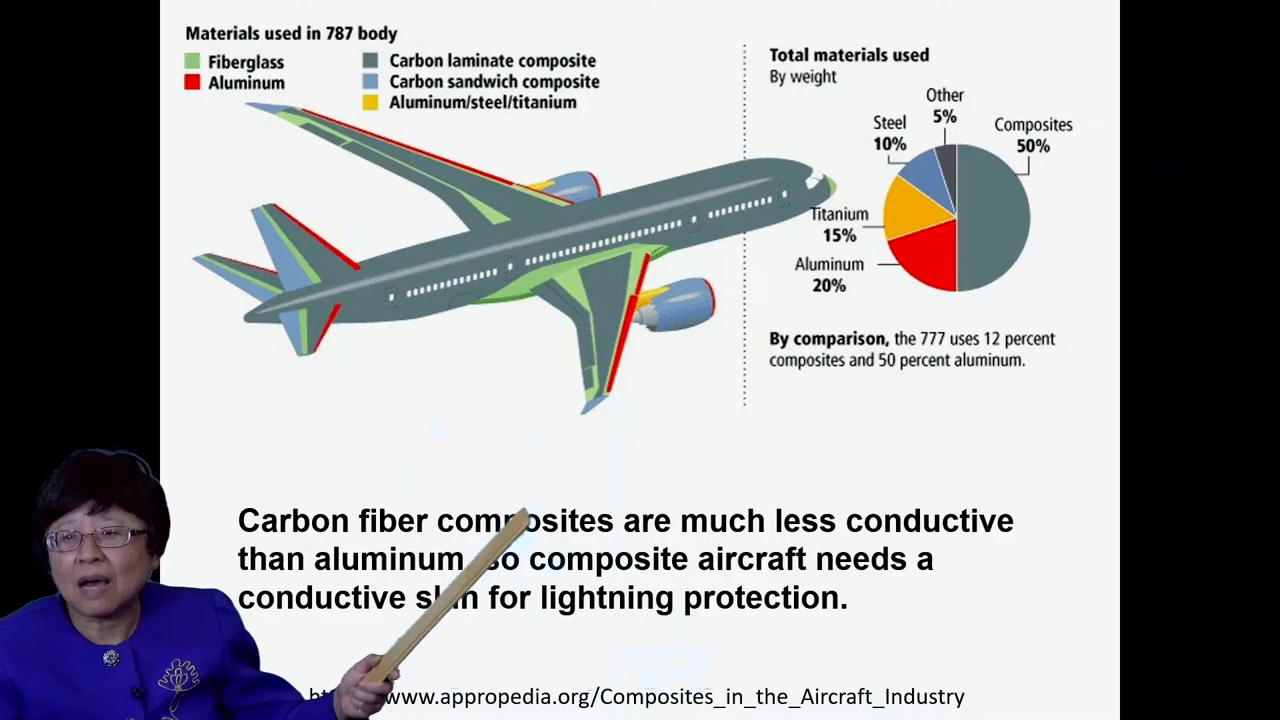 Materials used in 787 body
Fiberglass
Aluminum
Carbon laminate composite
Carbon sandwich composite
Aluminum/steel/titanium
Total materials used
By weight
Other
5%
Steel
10%
Composites
50%
Titanium
15%
Aluminum
20%
By comparison, the 777 uses 12 percent
composites and 50 percent aluminum.
Carbon fiber composites are much less conductive
than aluminum, so composite aircraft needs a
conductive skin for lightning protection.
www.appropedia.org/Composites_in_the_Aircraft_Industry